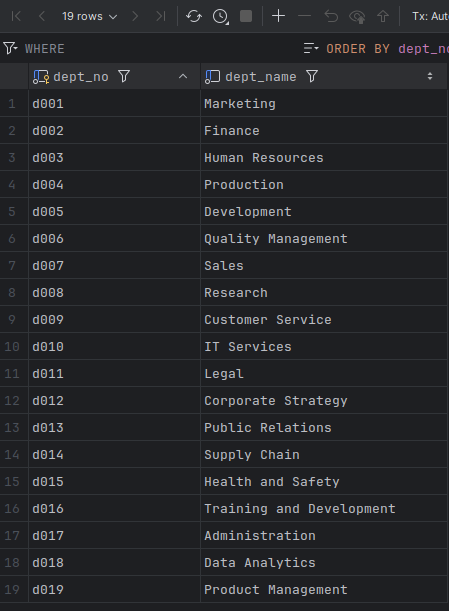 19 rows Tx: Aut
WHERE ORDER BY dept_no
dept_no dept_name
1 d001 Marketing
2 d002 Finance
3 d003 Human Resources
4 d004 Production
5 d005 Development
6 d006 Quality Management
7 d007 Sales
8 d008 Research
9 d009 Customer Service
10 d010 IT Services
11 d011 Legal
12 d012 Corporate Strategy
13 d013 Public Relations
14 d014 Supply Chain
15 d015 Health and Safety
16 d016 Training and Development
17 d017 Administration
18 d018 Data Analytics
19 d019 Product Management